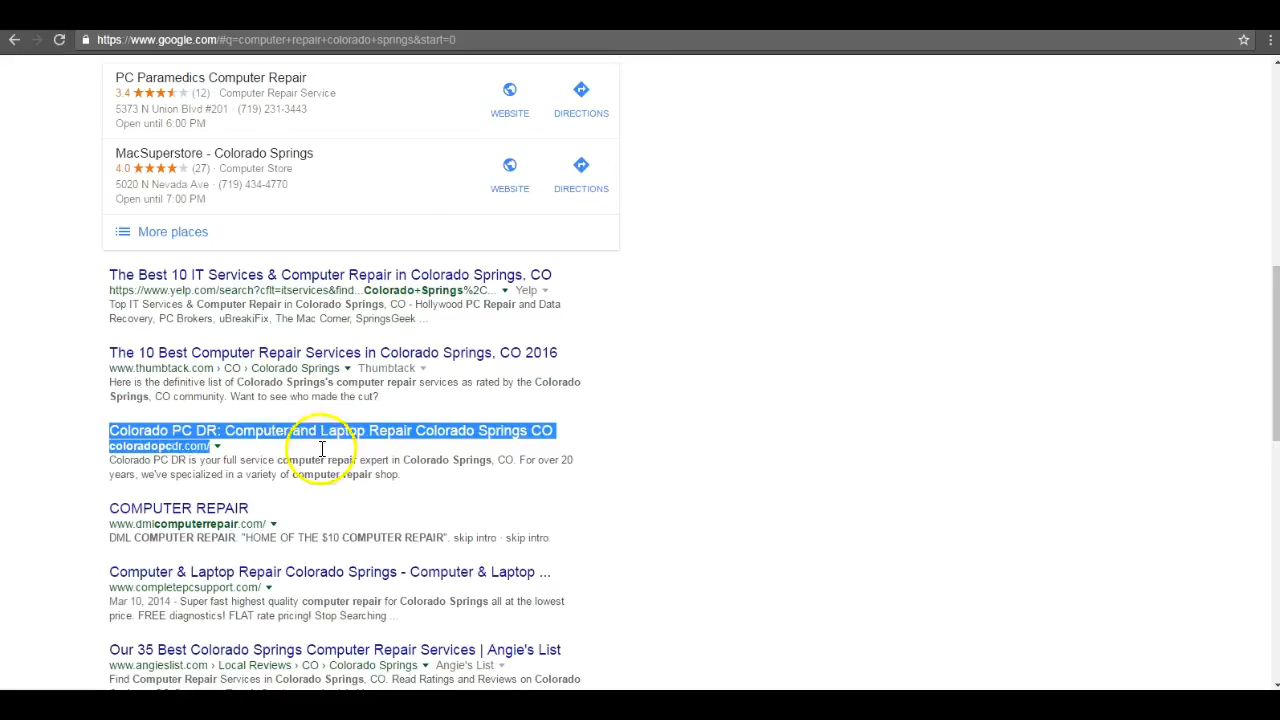 https://www.google.com/#q=computer+repair+colorado+springs&start=0
PC Paramedics Computer Repair
3.4 (12) · Computer Repair Service
5373 N Union Blvd #201 · (719) 231-3443
Open until 6:00 PM
WEBSITE
DIRECTIONS
MacSuperstore - Colorado Springs
4.0 (27) · Computer Store
5020 N Nevada Ave · (719) 434-4770
Open until 7:00 PM
WEBSITE
DIRECTIONS
More places
The Best 10 IT Services & Computer Repair in Colorado Springs, CO
https://www.yelp.com/search?cflt=itservices&find...Colorado+Springs%2C... Yelp
Top IT Services & Computer Repair in Colorado Springs, CO - Hollywood PC Repair and Data
Recovery, PC Brokers, uBreakiFix, The Mac Corner, SpringsGeek ...
The 10 Best Computer Repair Services in Colorado Springs, CO 2016
www.thumbtack.com › CO › Colorado Springs Thumbtack
Here is the definitive list of Colorado Springs's computer repair services as rated by the Colorado
Springs, CO community. Want to see who made the cut?
Colorado PC DR: Computer and Laptop Repair Colorado Springs CO
coloradopcdr.com/
Colorado PC DR is your full service computer repair expert in Colorado Springs, CO. For over 20
years, we've specialized in a variety of computer repair shop.
COMPUTER REPAIR
www.dmlcomputerrepair.com/
DML COMPUTER REPAIR. "HOME OF THE $10 COMPUTER REPAIR". skip intro · skip intro.
Computer & Laptop Repair Colorado Springs - Computer & Laptop ...
www.completepcsupport.com/
Mar 10, 2014 - Super fast highest quality computer repair for Colorado Springs all at the lowest
price. FREE diagnostics! FLAT rate pricing! Stop Searching ...
Our 35 Best Colorado Springs Computer Repair Services | Angie's List
www.angieslist.com › Local Reviews › CO › Colorado Springs Angie's List
Find Computer Repair Services in Colorado Springs, CO. Read Ratings and Reviews on Colorado